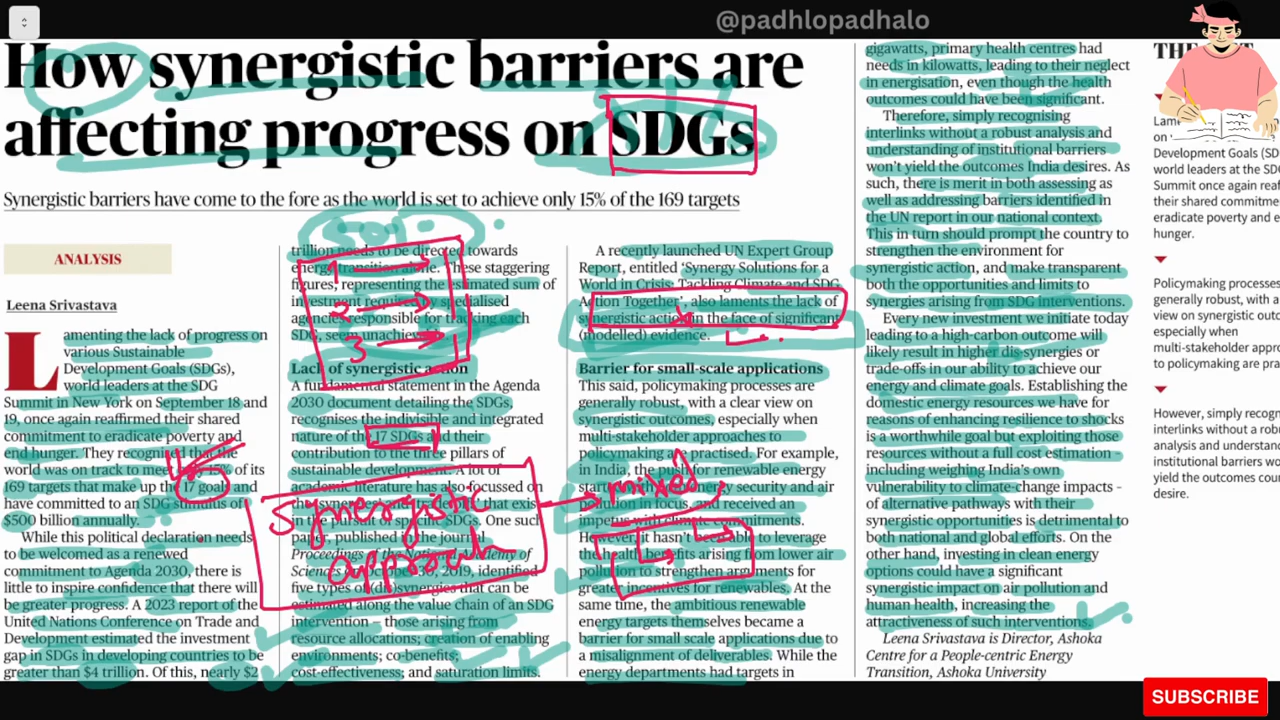 @padhlopadhalo
How synergistic barriers are
affecting progress on SDGs
Synergistic barriers have come to the fore as the world is set to achieve only 15% of the 169 targets
ANALYSIS
Leena Srivastava
Lamenting the lack of progress on
various Sustainable
Development Goals (SDGs),
world leaders at the SDG
Summit in New York on September 18 and
19, once again reaffirmed their shared
commitment to eradicate poverty and
end hunger. They recognised that the
world was on track to meet only 15% of its
169 targets that make up the 17 goals and
have committed to an SDG stimulus of
$500 billion annually.
While this political declaration needs
to be welcomed as a renewed
commitment to Agenda 2030, there is
little to inspire confidence that there will
be greater progress. A 2023 report of the
United Nations Conference on Trade and
Development estimated the investment
gap in SDGs in developing countries to be
greater than $4 trillion. Of this, nearly $2
trillion needs to be directed towards
energy transition alone. These staggering
figures, representing the estimated sum of
investment required by specialised
agencies responsible for tracking each
SDG, seem unachievable
1
2
3
Lack of synergistic action
A fundamental statement in the Agenda
2030 document detailing the SDGs,
recognises the indivisible and integrated
nature of the 17 SDGs and their
contribution to the three pillars of
sustainable development. A lot of
academic literature has also focussed on
that exist
in the pursuit of specific SDGs. One such
paper, published in the journal
Proceedings of the National Academy of
Sciences 2019, identified
five types of (dis)synergies that can be
estimated along the value chain of an SDG
intervention – those arising from
resource allocations; creation of enabling
environments; co-benefits;
cost-effectiveness; and saturation limits.
Synergistic
approach
A recently launched UN Expert Group
Report, entitled ‘Synergy Solutions for a
World in Crisis: Tackling Climate and SDG
Action Together’, also laments the lack of
synergistic action in the face of significant
(modelled) evidence.
Barrier for small-scale applications
This said, policymaking processes are
generally robust, with a clear view on
synergistic outcomes, especially when
multi-stakeholder approaches to
policymaking are practised. For example,
in India, the push for renewable energy
energy security and air
pollution in focus, and received an
impetus with climate commitments.
However, it hasn’t been able to leverage
the health benefits arising from lower air
pollution to strengthen arguments for
greater incentives for renewables. At the
same time, the ambitious renewable
energy targets themselves became a
barrier for small scale applications due to
a misalignment of deliverables. While the
energy departments had targets in
mixed
gigawatts, primary health centres had
needs in kilowatts, leading to their neglect
in energisation, even though the health
outcomes could have been significant.
Therefore, simply recognising
interlinks without a robust analysis and
understanding of institutional barriers
won’t yield the outcomes India desires. As
such, there is merit in both assessing as
well as addressing barriers identified in
the UN report in our national context.
This in turn should prompt the country to
strengthen the environment for
synergistic action, and make transparent
both the opportunities and limits to
synergies arising from SDG interventions.
Every new investment we initiate today
leading to a high-carbon outcome will
likely result in higher dis-synergies or
trade-offs in our ability to achieve our
energy and climate goals. Establishing the
domestic energy resources we have for
reasons of enhancing resilience to shocks
is a worthwhile goal but exploiting those
resources without a full cost estimation –
including weighing India’s own
vulnerability to climate-change impacts –
of alternative pathways with their
synergistic opportunities is detrimental to
both national and global efforts. On the
other hand, investing in clean energy
options could have a significant
synergistic impact on air pollution and
human health, increasing the
attractiveness of such interventions.
Leena Srivastava is Director, Ashoka
Centre for a People-centric Energy
Transition, Ashoka University
Development Goals (SD
world leaders at the SD
Summit once again reaf
their shared commitme
eradicate poverty and e
hunger.
Policymaking processes
generally robust, with a
view on synergistic outc
especially when
multi-stakeholder appro
to policymaking are pra
However, simply recogn
interlinks without a rob
analysis and understand
institutional barriers wo
yield the outcomes Indi
desire.
SUBSCRIBE